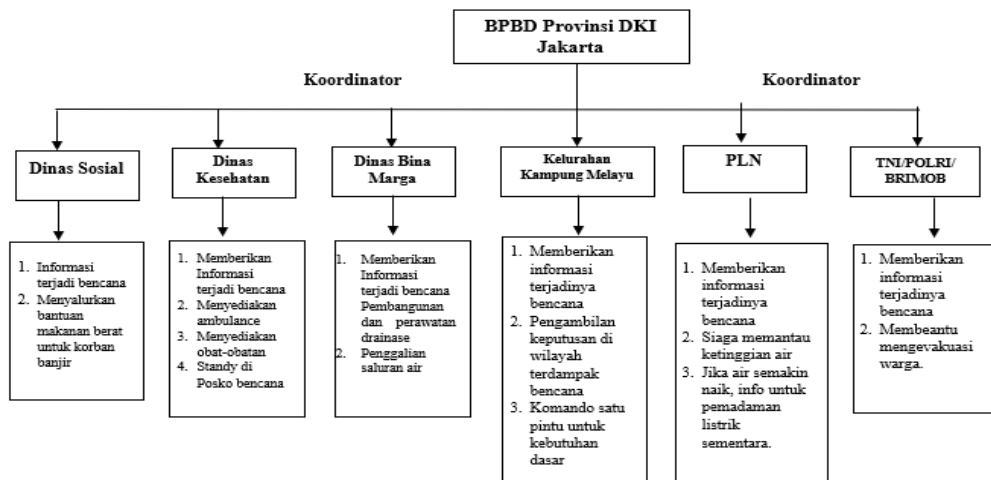 BPBD Provinsi DKI
Jakarta
Koordinator
Koordinator
Dinas Sosial
Dinas
Kesehatan
Dinas Bina
Marga
Kelurahan
Kampung Melayu
PLN
TNI/POLRI/
BRIMOB
1. Informasi
terjadi bencana
2. Menyalurkan
bantuan
makanan berat
untuk korban
banjir
1. Memberikan
Informasi
terjadi bencana
2. Menyediakan
ambulance
3. Menyediakan
obat-obatan
4. Standy di
Posko bencana
1. Memberikan
Informasi
terjadi bencana
Pembangunan
dan perawatan
drainase
2. Penggalian
saluran air
1. Memberikan
informasi
terjadinya
bencana
2. Pengambilan
keputusan di
wilayah
terdampak
bencana
3. Komando satu
pintu untuk
kebutuhan
dasar
1. Memberikan
informasi
terjadinya
bencana
2. Siaga memantau
ketinggian air
3. Jika air semakin
naik, info untuk
pemadaman
listrik
sementara.
1. Memberikan
informasi
terjadinya
bencana
2. Membeantu
mengevakuasi
warga.